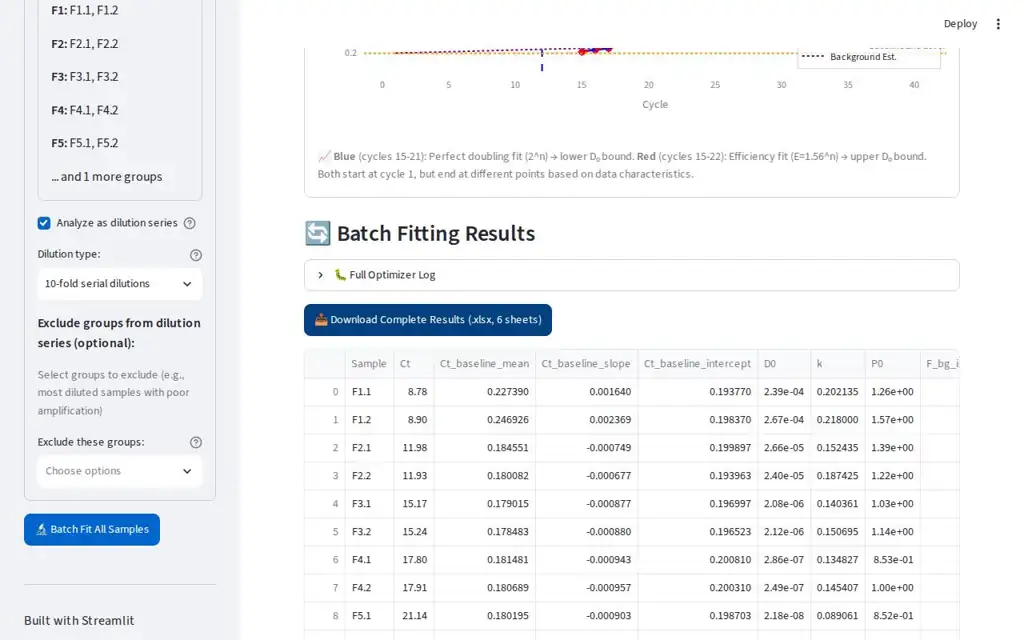 F1: F1.1, F1.2
F2: F2.1, F2.2
F3: F3.1, F3.2
F4: F4.1, F4.2
F5: F5.1, F5.2
... and 1 more groups
Analyze as dilution series
Dilution type:
10-fold serial dilutions
Exclude groups from dilution
series (optional):
Select groups to exclude (e.g.,
most diluted samples with poor
amplification)
Exclude these groups:
Choose options
🔬 Batch Fit All Samples
Built with Streamlit
Deploy
0.2
Background Est.
0 5 10 15 20 25 30 35 40
Cycle
📈 Blue (cycles 15-21): Perfect doubling fit (2^n) → lower D₀ bound. Red (cycles 15-22): Efficiency fit (E=1.56^n) → upper D₀ bound.
Both start at cycle 1, but end at different points based on data characteristics.
🔄 Batch Fitting Results
🐛 Full Optimizer Log
📥 Download Complete Results (.xlsx, 6 sheets)
Sample Ct Ct_baseline_mean Ct_baseline_slope Ct_baseline_intercept D0 k P0
0 F1.1 8.78 0.227390 0.001640 0.193770 2.39e-04 0.202135 1.26e+00
1 F1.2 8.90 0.246926 0.002369 0.198370 2.67e-04 0.218000 1.57e+00
2 F2.1 11.98 0.184551 -0.000749 0.199897 2.66e-05 0.152435 1.39e+00
3 F2.2 11.93 0.180082 -0.000677 0.193963 2.40e-05 0.187425 1.22e+00
4 F3.1 15.17 0.179015 -0.000877 0.196997 2.08e-06 0.140361 1.03e+00
5 F3.2 15.24 0.178483 -0.000880 0.196523 2.12e-06 0.150695 1.14e+00
6 F4.1 17.80 0.181481 -0.000943 0.200810 2.86e-07 0.134827 8.53e-01
7 F4.2 17.91 0.180689 -0.000957 0.200310 2.49e-07 0.145407 1.00e+00
8 F5.1 21.14 0.180195 -0.000903 0.198703 2.18e-08 0.089061 8.52e-01